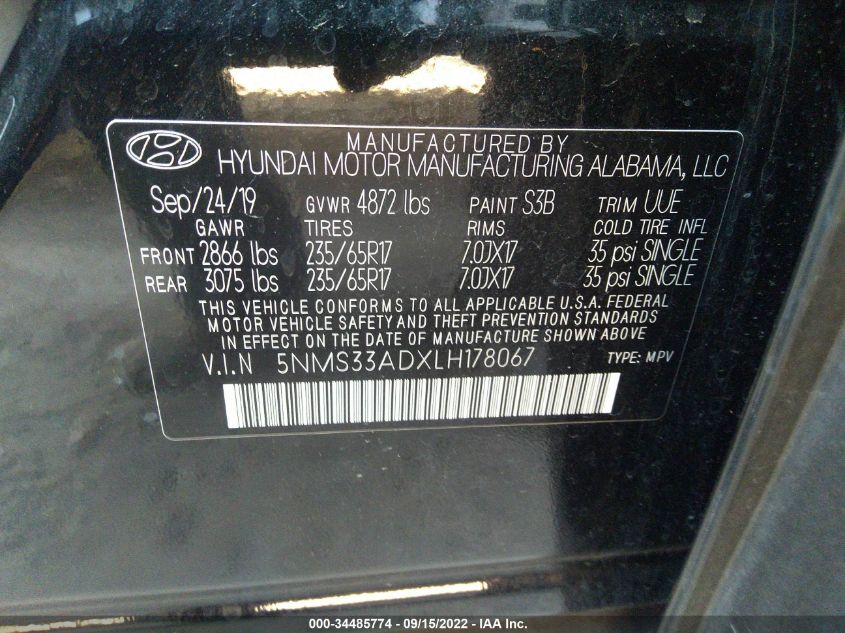 MANUFACTURED BY
HYUNDAI MOTOR MANUFACTURING ALABAMA, LLC
Sep/24/19 GVWR 4872 lbs PAINT S3B TRIM UUE
GAWR TIRES RIMS COLD TIRE INFL
FRONT 2866 lbs 235/65R17 7.0JX17 35 psi SINGLE
REAR 3075 lbs 235/65R17 7.0JX17 35 psi SINGLE
THIS VEHICLE CONFORMS TO ALL APPLICABLE U.S.A. FEDERAL
MOTOR VEHICLE SAFETY AND THEFT PREVENTION STANDARDS
IN EFFECT ON THE DATE OF MANUFACTURE SHOWN ABOVE
V.I.N 5NMS33ADXLH178067 TYPE: MPV
000-34485774 - 09/15/2022 - IAA Inc.